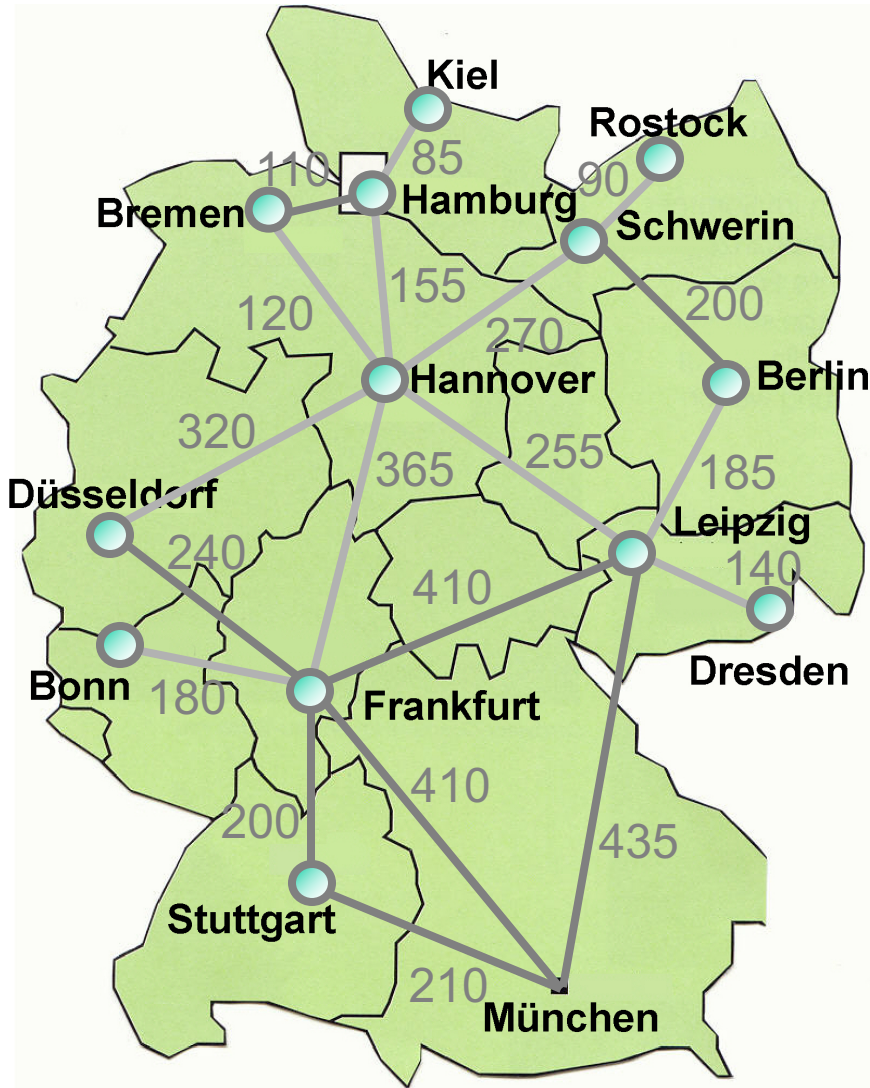 Kiel
Rostock
110
85
90
Bremen
Hamburg
Schwerin
155
200
120
270
Hannover
Berlin
320
255
365
185
Düsseldorf
Leipzig
240
410
140
Bonn
180
Dresden
Frankfurt
410
200
435
Stuttgart
210
München